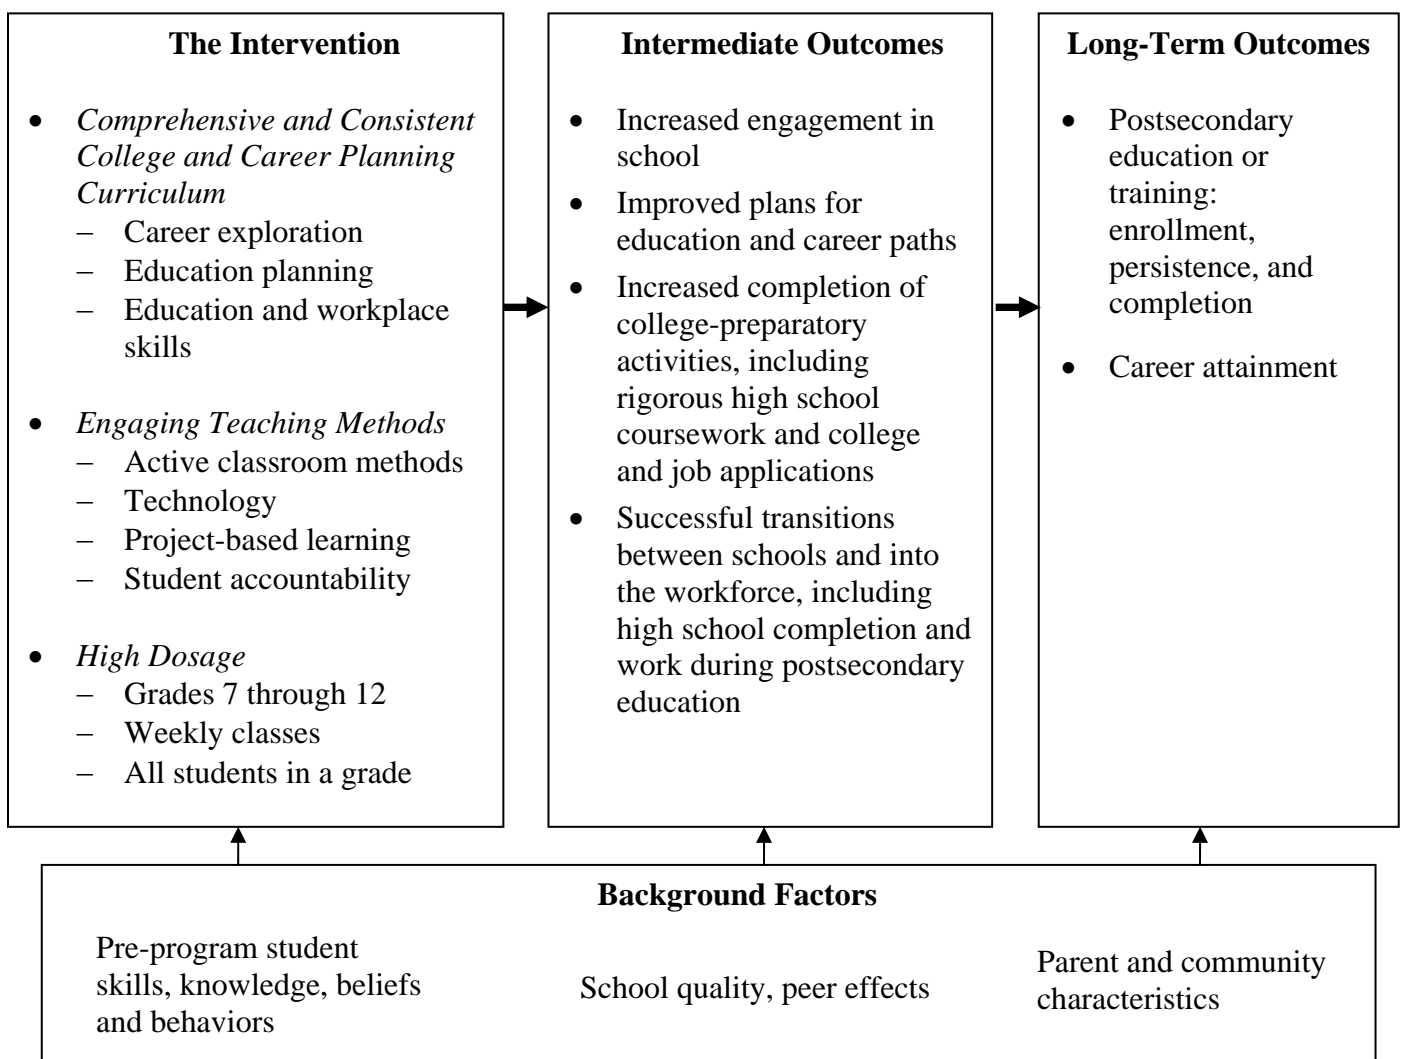 The Intervention
• Comprehensive and Consistent
College and Career Planning
Curriculum
– Career exploration
– Education planning
– Education and workplace
skills
• Engaging Teaching Methods
– Active classroom methods
– Technology
– Project-based learning
– Student accountability
• High Dosage
– Grades 7 through 12
– Weekly classes
– All students in a grade
Intermediate Outcomes
• Increased engagement in
school
• Improved plans for
education and career paths
• Increased completion of
college-preparatory
activities, including
rigorous high school
coursework and college
and job applications
• Successful transitions
between schools and into
the workforce, including
high school completion and
work during postsecondary
education
Long-Term Outcomes
• Postsecondary
education or
training:
enrollment,
persistence, and
completion
• Career attainment
Background Factors
Pre-program student
skills, knowledge, beliefs
and behaviors
School quality, peer effects
Parent and community
characteristics